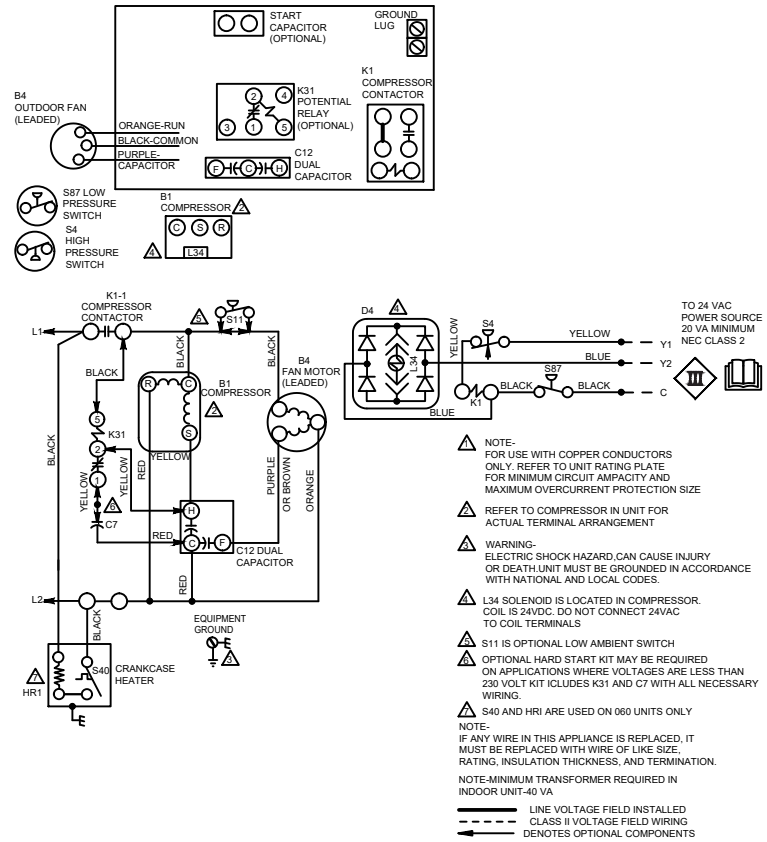 START
CAPACITOR
(OPTIONAL)
GROUND
LUG
K1
COMPRESSOR
CONTACTOR
B4
OUTDOOR FAN
(LEADED)
2
4
3
1
5
K31
POTENTIAL
RELAY
(OPTIONAL)
ORANGE-RUN
BLACK-COMMON
PURPLE-
CAPACITOR
F
C
H
C12
DUAL
CAPACITOR
S87 LOW
PRESSURE
SWITCH
S4
HIGH
PRESSURE
SWITCH
B1
COMPRESSOR
2
C
S
R
4
L34
K1-1
COMPRESSOR
CONTACTOR
L1
5
S11
BLACK
BLACK
BLACK
B4
FAN MOTOR
(LEADED)
R
C
B1
COMPRESSOR
2
S
5
K31
2
1
BLACK
YELLOW
YELLOW
RED
YELLOW
6
C7
PURPLE
OR BROWN
ORANGE
H
RED
C
F
C12 DUAL
CAPACITOR
RED
L2
BLACK
EQUIPMENT
GROUND
3
7
HR1
S40
CRANKCASE
HEATER
D4
4
L34
YELLOW
S4
YELLOW
Y1
BLUE
Y2
S87
BLACK
BLACK
C
K1
BLUE
TO 24 VAC
POWER SOURCE
20 VA MINIMUM
NEC CLASS 2
III
1 NOTE-
FOR USE WITH COPPER CONDUCTORS
ONLY. REFER TO UNIT RATING PLATE
FOR MINIMUM CIRCUIT AMPACITY AND
MAXIMUM OVERCURRENT PROTECTION SIZE
2 REFER TO COMPRESSOR IN UNIT FOR
ACTUAL TERMINAL ARRANGEMENT
3 WARNING-
ELECTRIC SHOCK HAZARD,CAN CAUSE INJURY
OR DEATH.UNIT MUST BE GROUNDED IN ACCORDANCE
WITH NATIONAL AND LOCAL CODES.
4 L34 SOLENOID IS LOCATED IN COMPRESSOR.
COIL IS 24VDC. DO NOT CONNECT 24VAC
TO COIL TERMINALS
5 S11 IS OPTIONAL LOW AMBIENT SWITCH
6 OPTIONAL HARD START KIT MAY BE REQUIRED
ON APPLICATIONS WHERE VOLTAGES ARE LESS THAN
230 VOLT KIT ICLUDES K31 AND C7 WITH ALL NECESSARY
WIRING.
7 S40 AND HRI ARE USED ON 060 UNITS ONLY
NOTE-
IF ANY WIRE IN THIS APPLIANCE IS REPLACED, IT
MUST BE REPLACED WITH WIRE OF LIKE SIZE,
RATING, INSULATION THICKNESS, AND TERMINATION.
NOTE-MINIMUM TRANSFORMER REQUIRED IN
INDOOR UNIT-40 VA
LINE VOLTAGE FIELD INSTALLED
CLASS II VOLTAGE FIELD WIRING
DENOTES OPTIONAL COMPONENTS